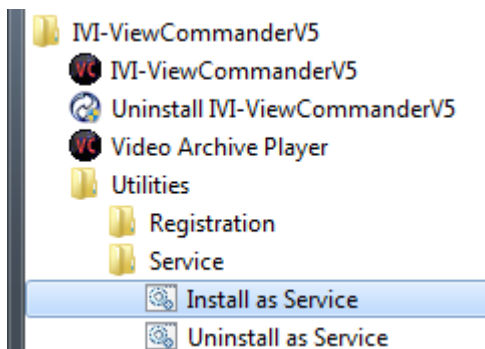 IVI-ViewCommanderV5
IVI-ViewCommanderV5
Uninstall IVI-ViewCommanderV5
Video Archive Player
Utilities
Registration
Service
Install as Service
Uninstall as Service